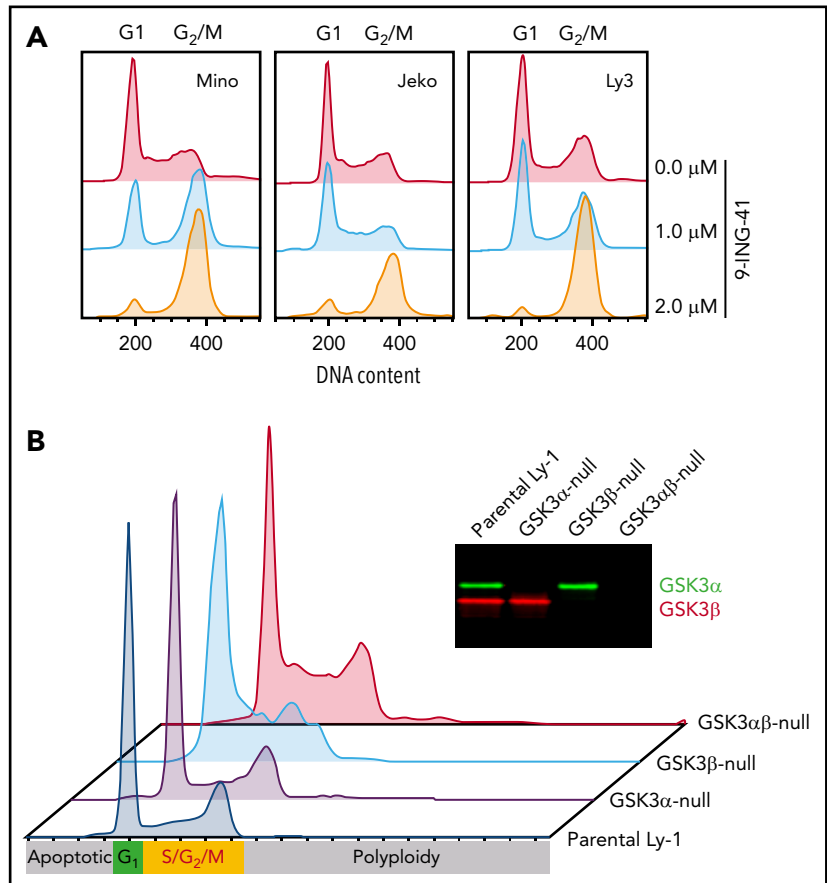 A
G1 G₂/M G1 G₂/M G1 G₂/M
Mino Jeko Ly3
0.0 μM
1.0 μM
2.0 μM
9-ING-41
200 400 200 400 200 400
DNA content
B
Parental Ly-1
GSK3α-null
GSK3β-null
GSK3αβ-null
GSK3α
GSK3β
GSK3αβ-null
GSK3β-null
GSK3α-null
Parental Ly-1
Apoptotic G₁ S/G₂/M Polyploidy